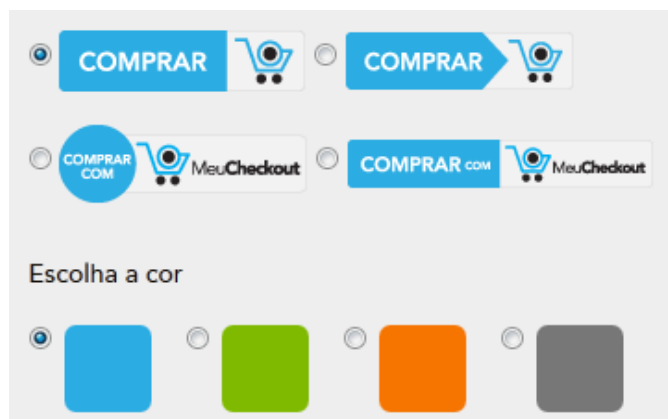 COMPRAR
COMPRAR
COMPRAR
COM
MeuCheckout
COMPRAR COM
MeuCheckout
Escolha a cor